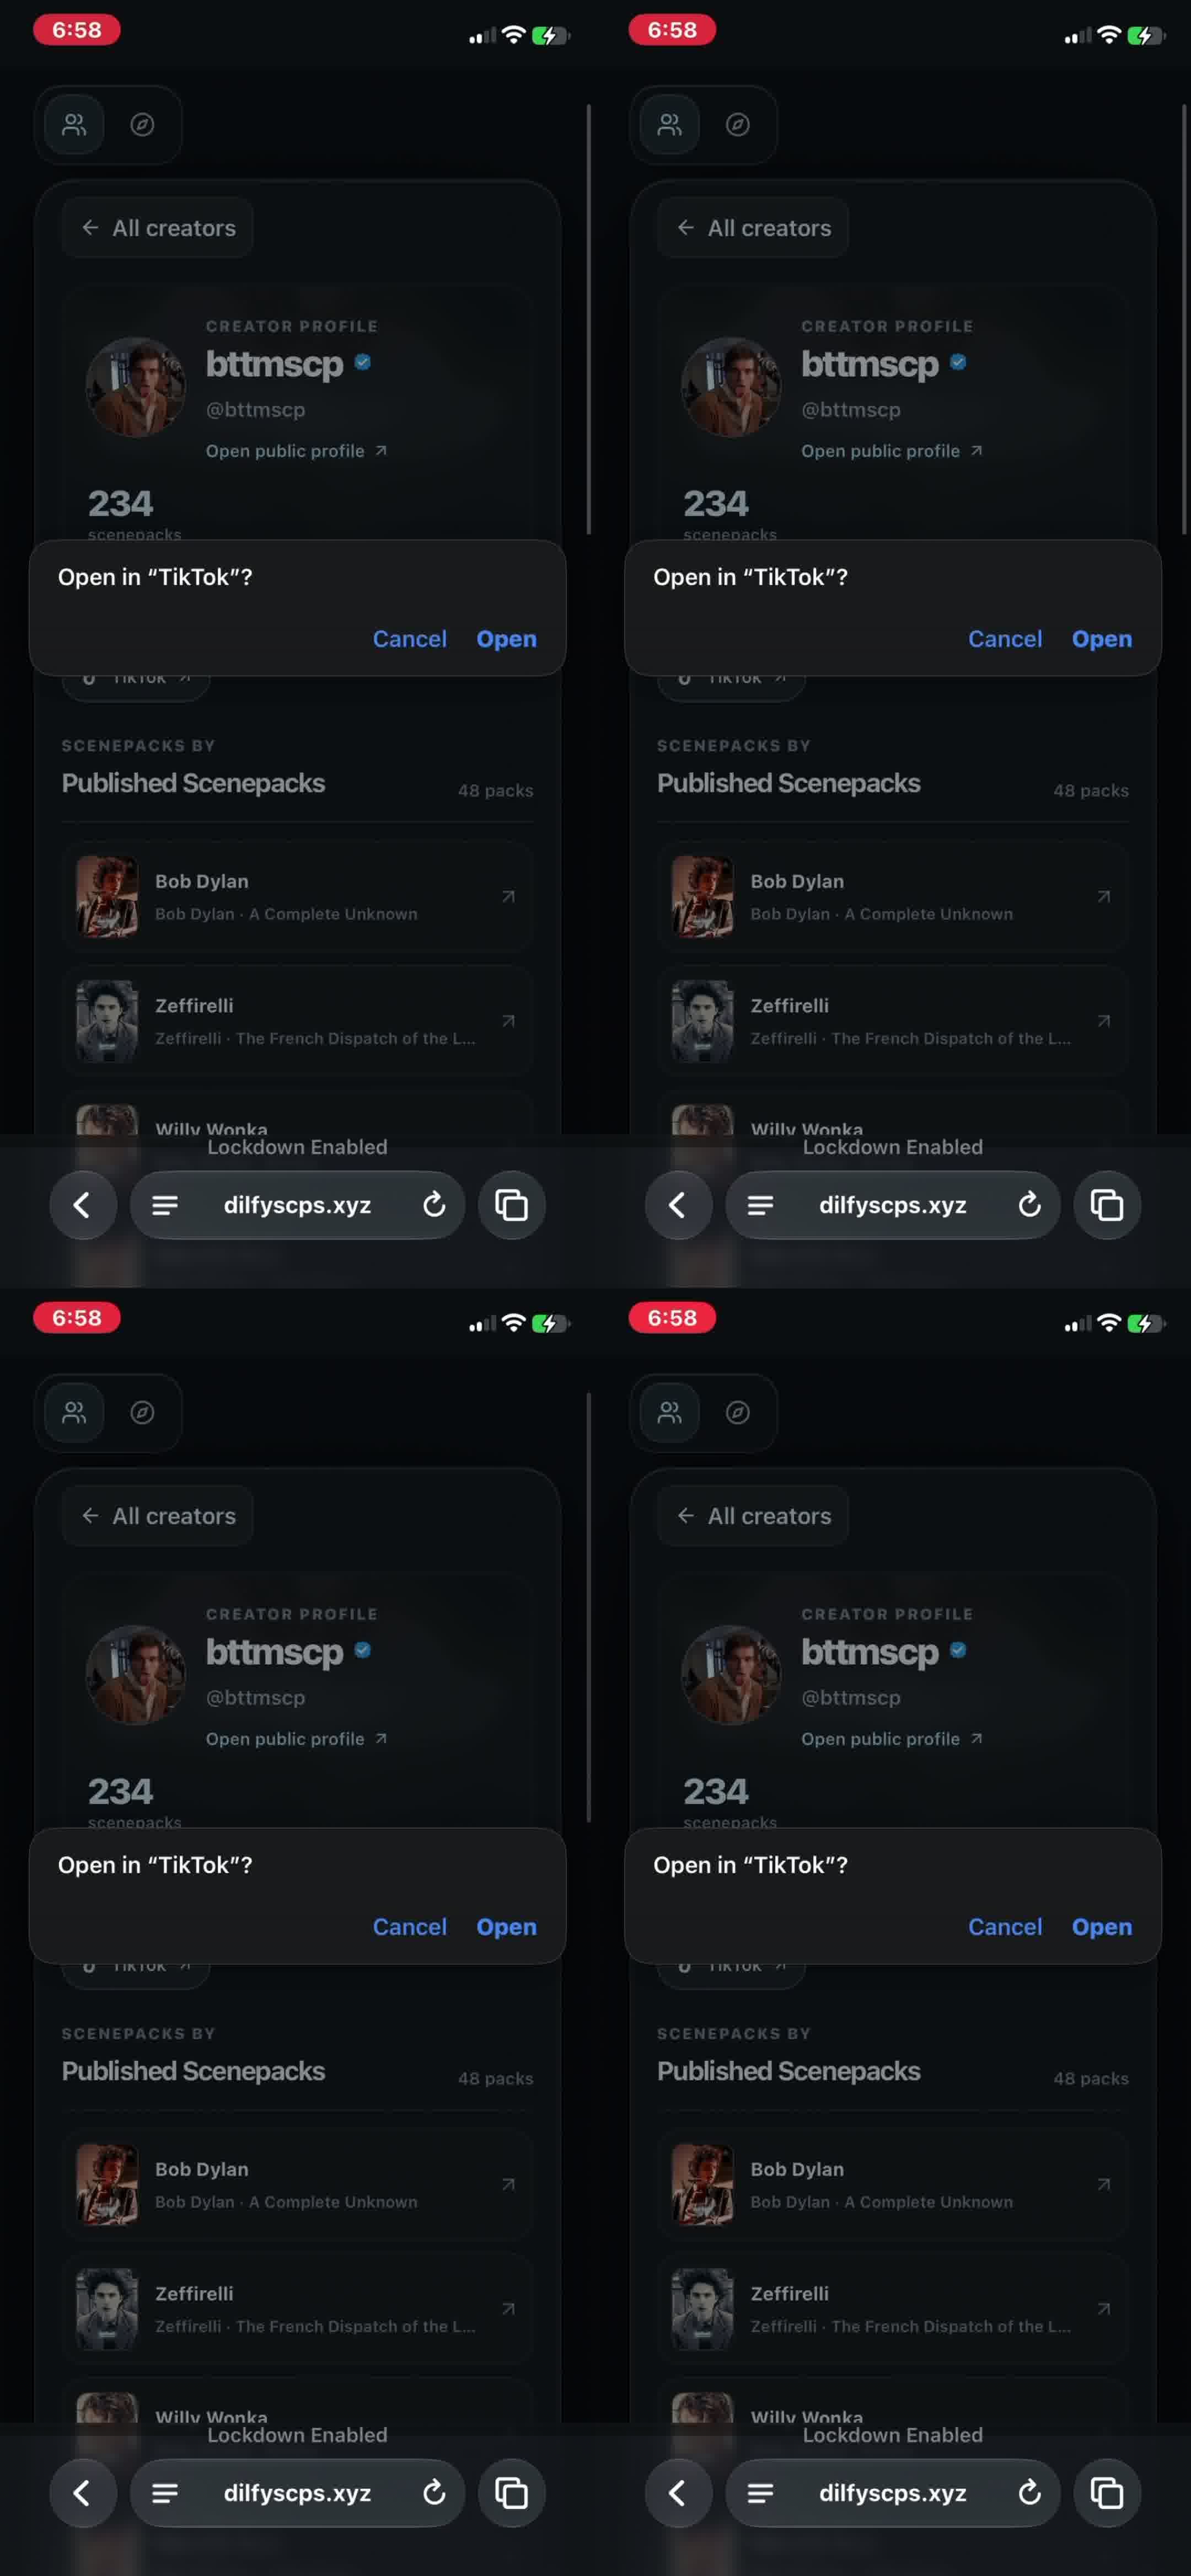 6:58
All creators
CREATOR PROFILE
bttmscp
@bttmscp
Open public profile
234
scenepacks
Open in “TikTok”?
Cancel Open
TikTok
SCENEPACKS BY
Published Scenepacks 48 packs
Bob Dylan
Bob Dylan · A Complete Unknown
Zeffirelli
Zeffirelli · The French Dispatch of the L...
Willy Wonka
Lockdown Enabled
dilfyscps.xyz
6:58
All creators
CREATOR PROFILE
bttmscp
@bttmscp
Open public profile
234
scenepacks
Open in “TikTok”?
Cancel Open
TikTok
SCENEPACKS BY
Published Scenepacks 48 packs
Bob Dylan
Bob Dylan · A Complete Unknown
Zeffirelli
Zeffirelli · The French Dispatch of the L...
Willy Wonka
Lockdown Enabled
dilfyscps.xyz
6:58
All creators
CREATOR PROFILE
bttmscp
@bttmscp
Open public profile
234
scenepacks
Open in “TikTok”?
Cancel Open
TikTok
SCENEPACKS BY
Published Scenepacks 48 packs
Bob Dylan
Bob Dylan · A Complete Unknown
Zeffirelli
Zeffirelli · The French Dispatch of the L...
Willy Wonka
Lockdown Enabled
dilfyscps.xyz
6:58
All creators
CREATOR PROFILE
bttmscp
@bttmscp
Open public profile
234
scenepacks
Open in “TikTok”?
Cancel Open
TikTok
SCENEPACKS BY
Published Scenepacks 48 packs
Bob Dylan
Bob Dylan · A Complete Unknown
Zeffirelli
Zeffirelli · The French Dispatch of the L...
Willy Wonka
Lockdown Enabled
dilfyscps.xyz